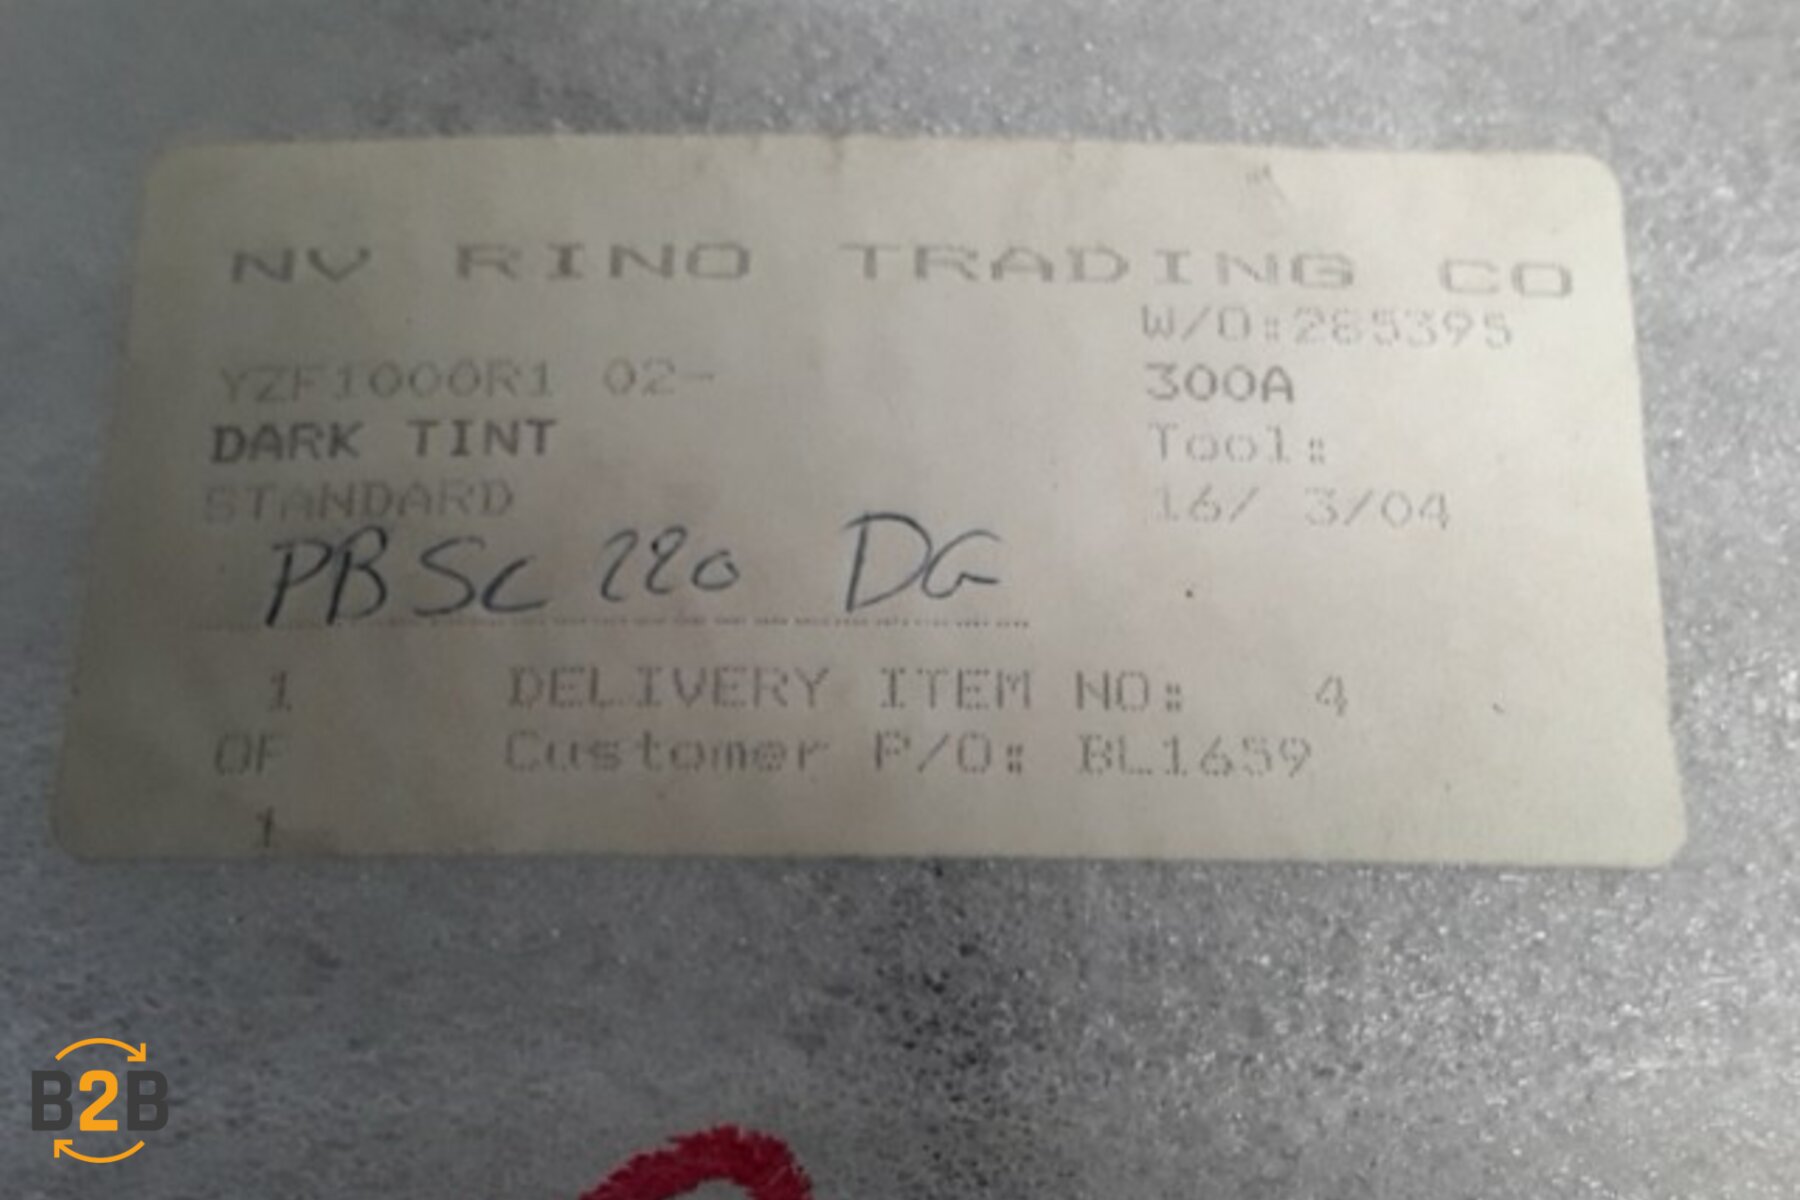 NV RINO TRADING CO
W/O:285395
YZF1000R1 02-
300A
DARK TINT
Tool:
STANDARD
16/ 3/04
PBSC 220 DG
1
DELIVERY ITEM NO: 4
OF
Customer P/O: BL1659
1
B2B